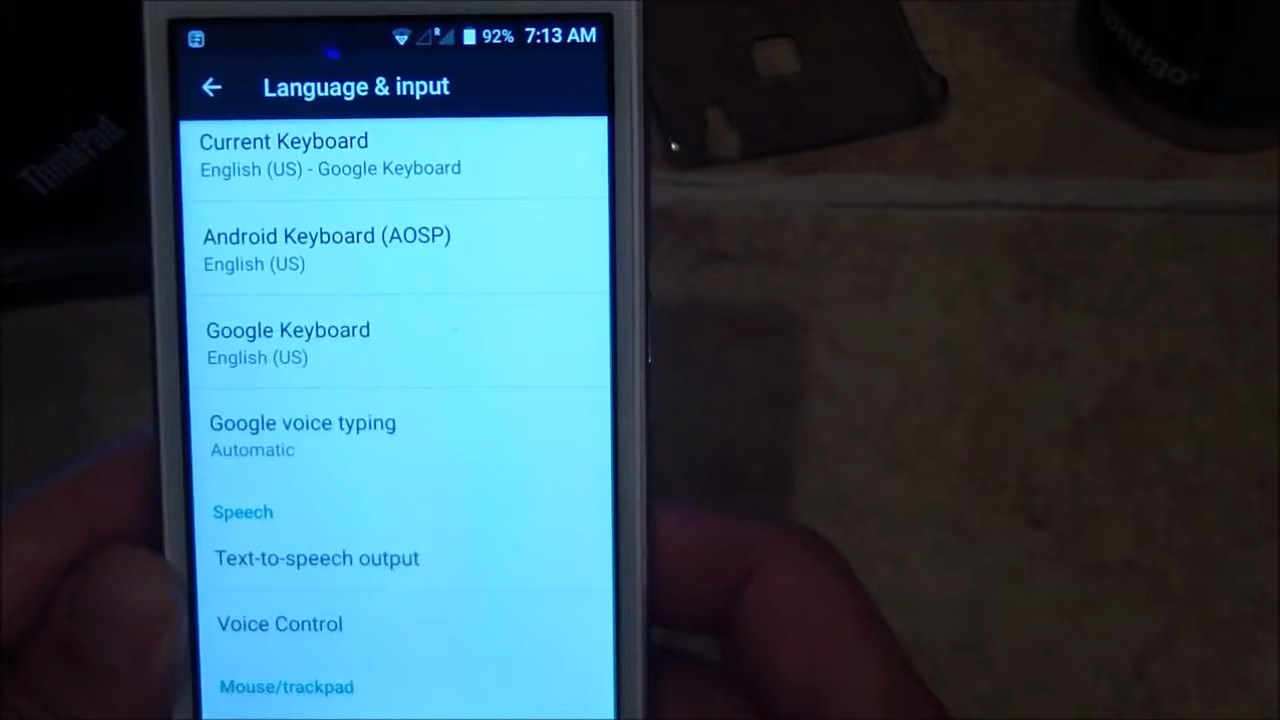 R 92% 7:13 AM
Language & input
Current Keyboard
English (US) - Google Keyboard
Android Keyboard (AOSP)
English (US)
Google Keyboard
English (US)
Google voice typing
Automatic
Speech
Text-to-speech output
Voice Control
Mouse/trackpad
ThinkPad